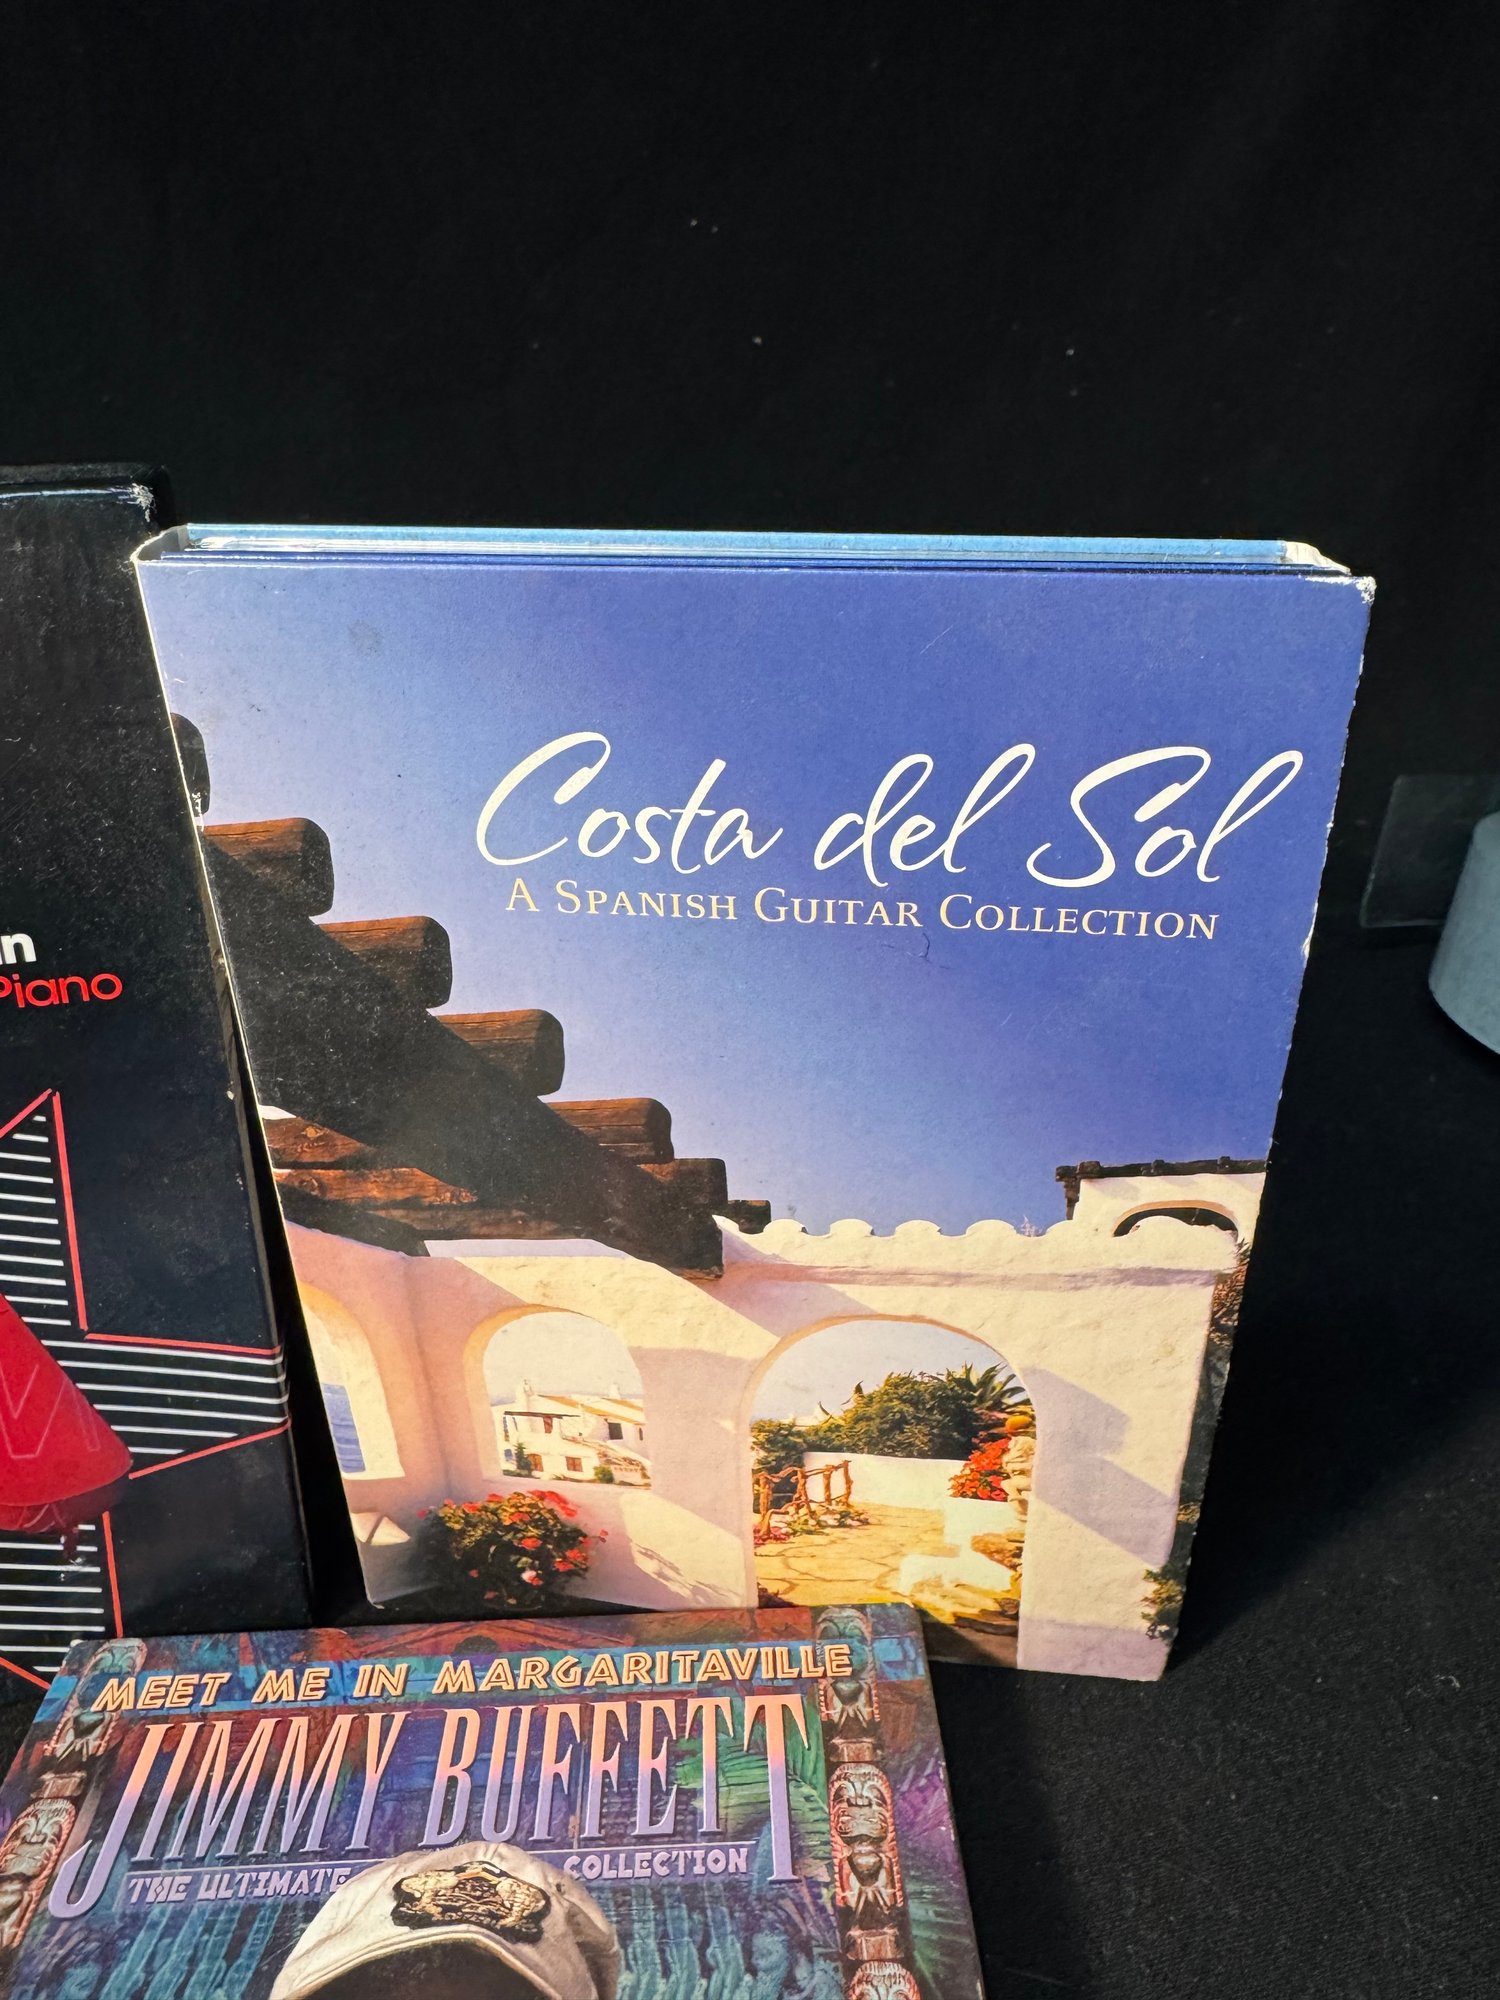 Costa del Sol
A SPANISH GUITAR COLLECTION
Piano
MEET ME IN MARGARITAVILLE
JIMMY BUFFETT
THE ULTIMATE COLLECTION